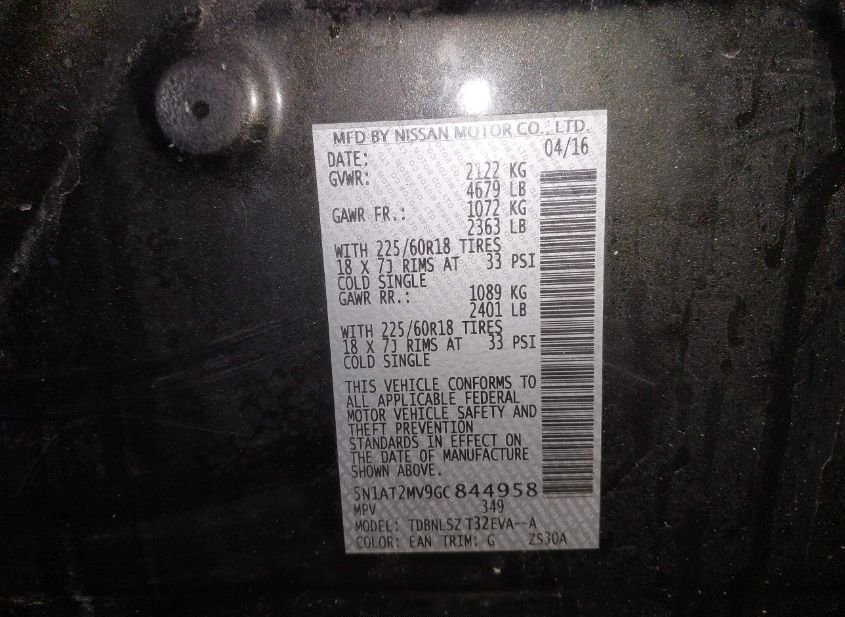 MFD BY NISSAN MOTOR CO., LTD.
DATE: 04/16
GVWR: 2122 KG
4679 LB
GAWR FR.: 1072 KG
2363 LB
WITH 225/60R18 TIRES
18 X 7J RIMS AT 33 PSI
COLD SINGLE
GAWR RR.: 1089 KG
2401 LB
WITH 225/60R18 TIRES
18 X 7J RIMS AT 33 PSI
COLD SINGLE
THIS VEHICLE CONFORMS TO
ALL APPLICABLE FEDERAL
MOTOR VEHICLE SAFETY AND
THEFT PREVENTION
STANDARDS IN EFFECT ON
THE DATE OF MANUFACTURE
SHOWN ABOVE.
5N1AT2MV9GC844958
MPV 349
MODEL: TDBNLSZ T32EVA--A
COLOR: EAN TRIM: G ZS30A